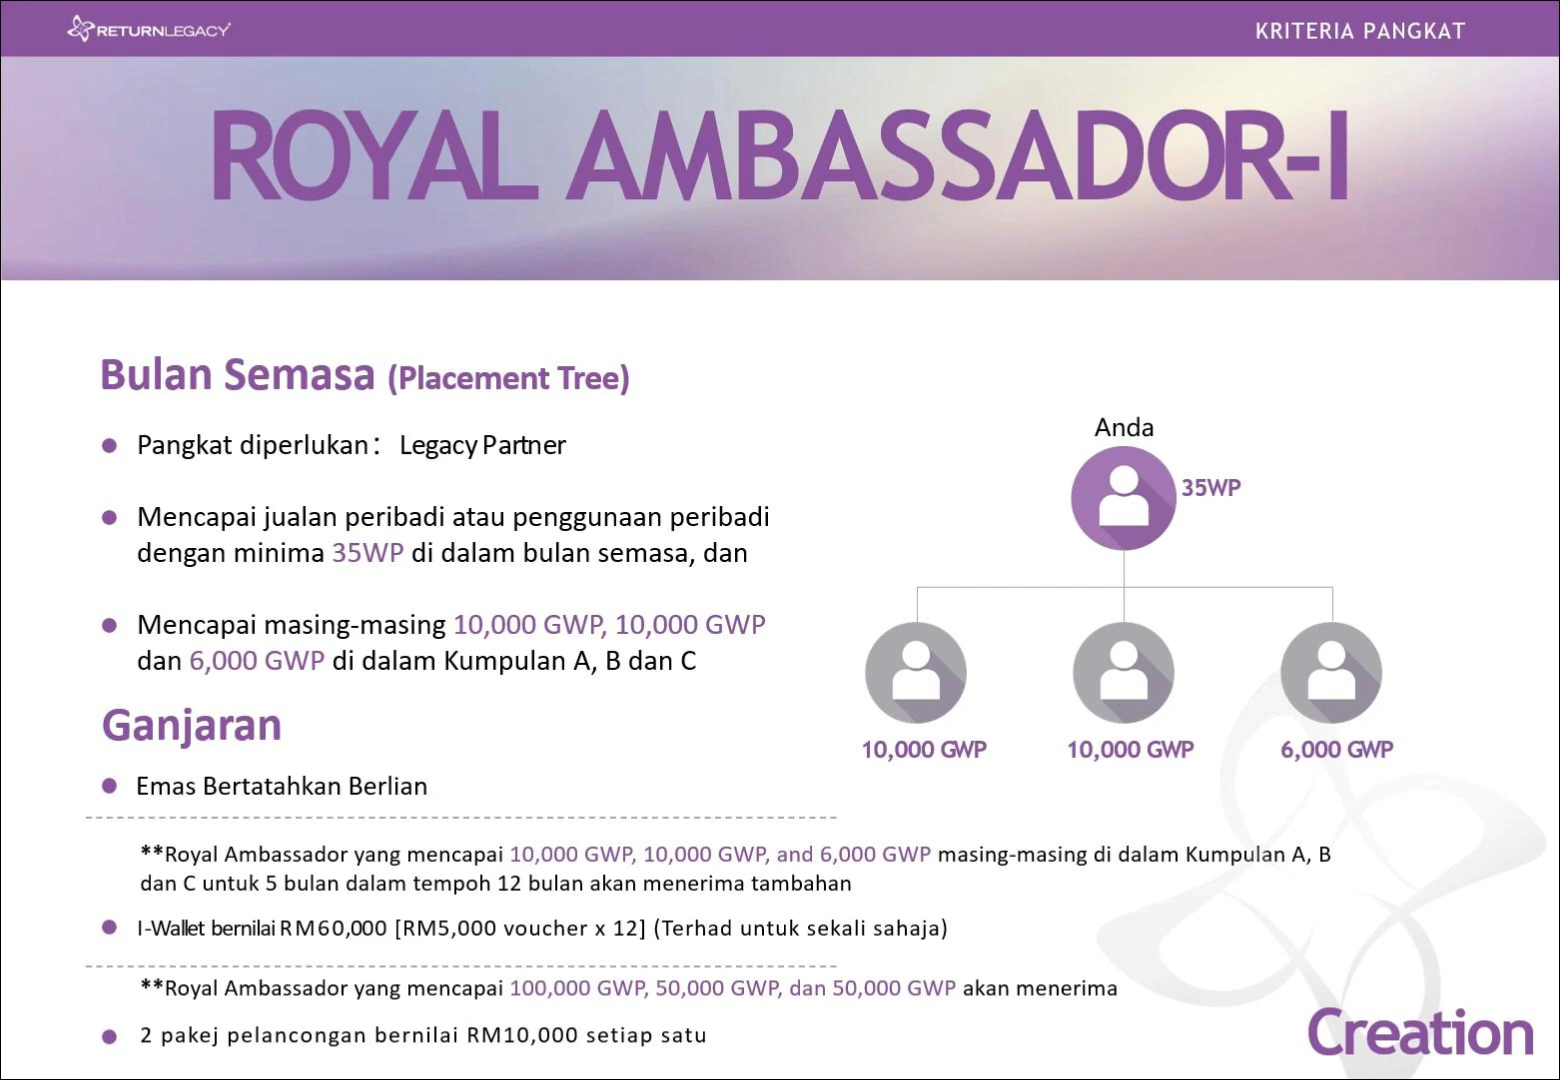 RETURNLEGACY
KRITERIA PANGKAT
ROYAL AMBASSADOR-I
Bulan Semasa (Placement Tree)
Pangkat diperlukan： Legacy Partner
Mencapai jualan peribadi atau penggunaan peribadi
dengan minima 35WP di dalam bulan semasa, dan
Mencapai masing-masing 10,000 GWP, 10,000 GWP
dan 6,000 GWP di dalam Kumpulan A, B dan C
Anda
35WP
10,000 GWP
10,000 GWP
6,000 GWP
Ganjaran
Emas Bertatahkan Berlian
**Royal Ambassador yang mencapai 10,000 GWP, 10,000 GWP, and 6,000 GWP masing-masing di dalam Kumpulan A, B
dan C untuk 5 bulan dalam tempoh 12 bulan akan menerima tambahan
I-Wallet bernilai RM60,000 [RM5,000 voucher x 12] (Terhad untuk sekali sahaja)
**Royal Ambassador yang mencapai 100,000 GWP, 50,000 GWP, dan 50,000 GWP akan menerima
2 pakej pelancongan bernilai RM10,000 setiap satu
Creation